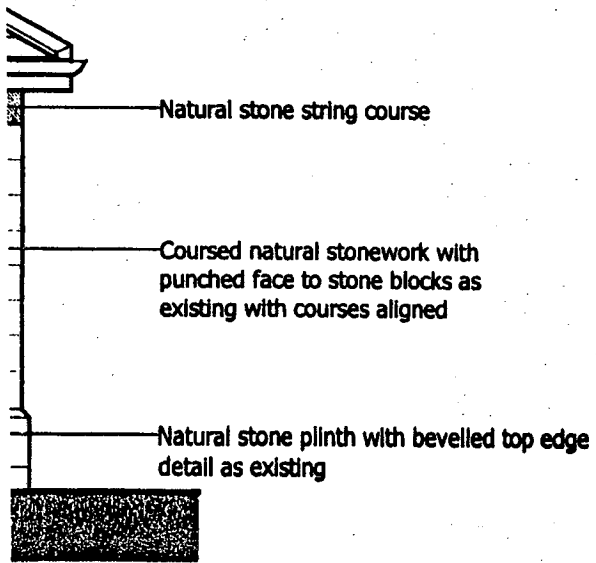 Natural stone string course
Coursed natural stonework with
punched face to stone blocks as
existing with courses aligned
Natural stone plinth with bevelled top edge
detail as existing